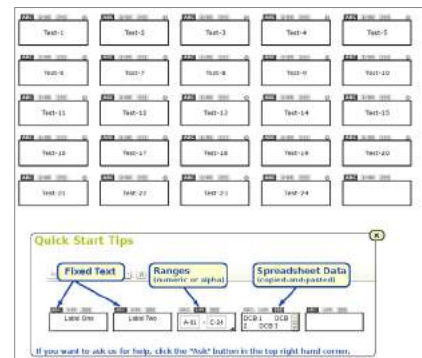 Test-1 Test-2 Test-3 Test-4 Test-5
Test-6 Test-7 Test-8 Test-9 Test-10
Test-11 Test-12 Test-13 Test-14 Test-15
Test-16 Test-17 Test-18 Test-19 Test-20
Test-21 Test-22 Test-23 Test-24
Quick Start Tips
Fixed Text Ranges Spreadsheet Data
(numeric or alpha) (copied-and-pasted)
Label One Label Two A-01 - C-24 DCB 1 DCB
DCB 3
If you want to ask us for help, click the "Ask" button in the top right hand corner.